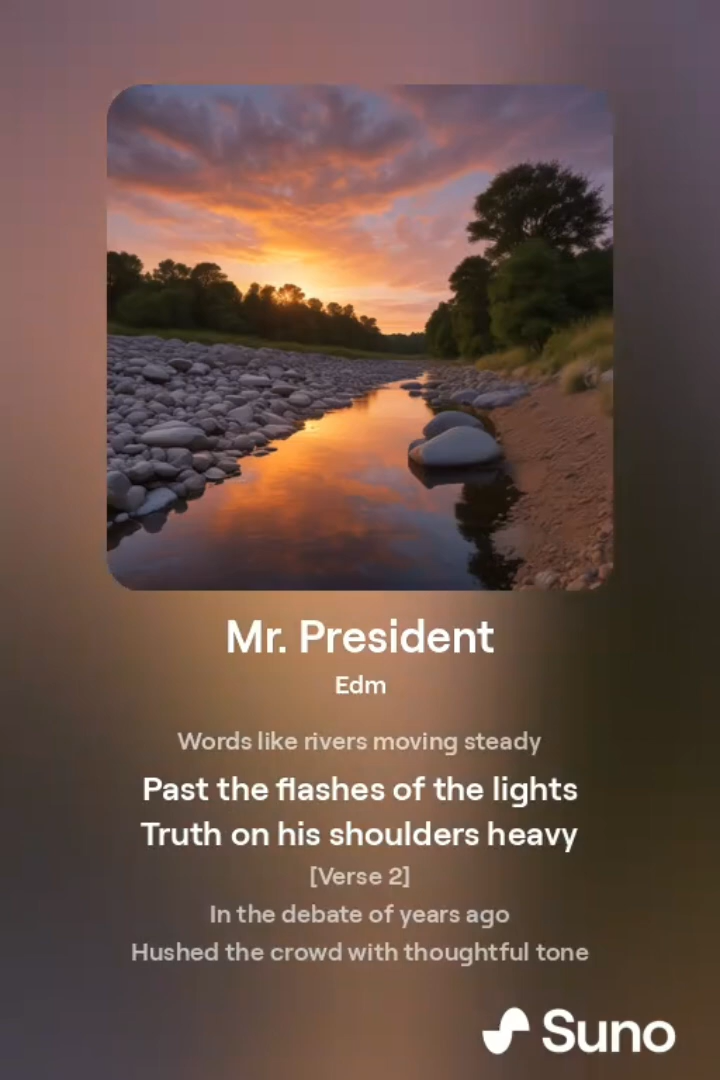 Mr. President
Edm
Words like rivers moving steady
Past the flashes of the lights
Truth on his shoulders heavy
[Verse 2]
In the debate of years ago
Hushed the crowd with thoughtful tone
Suno